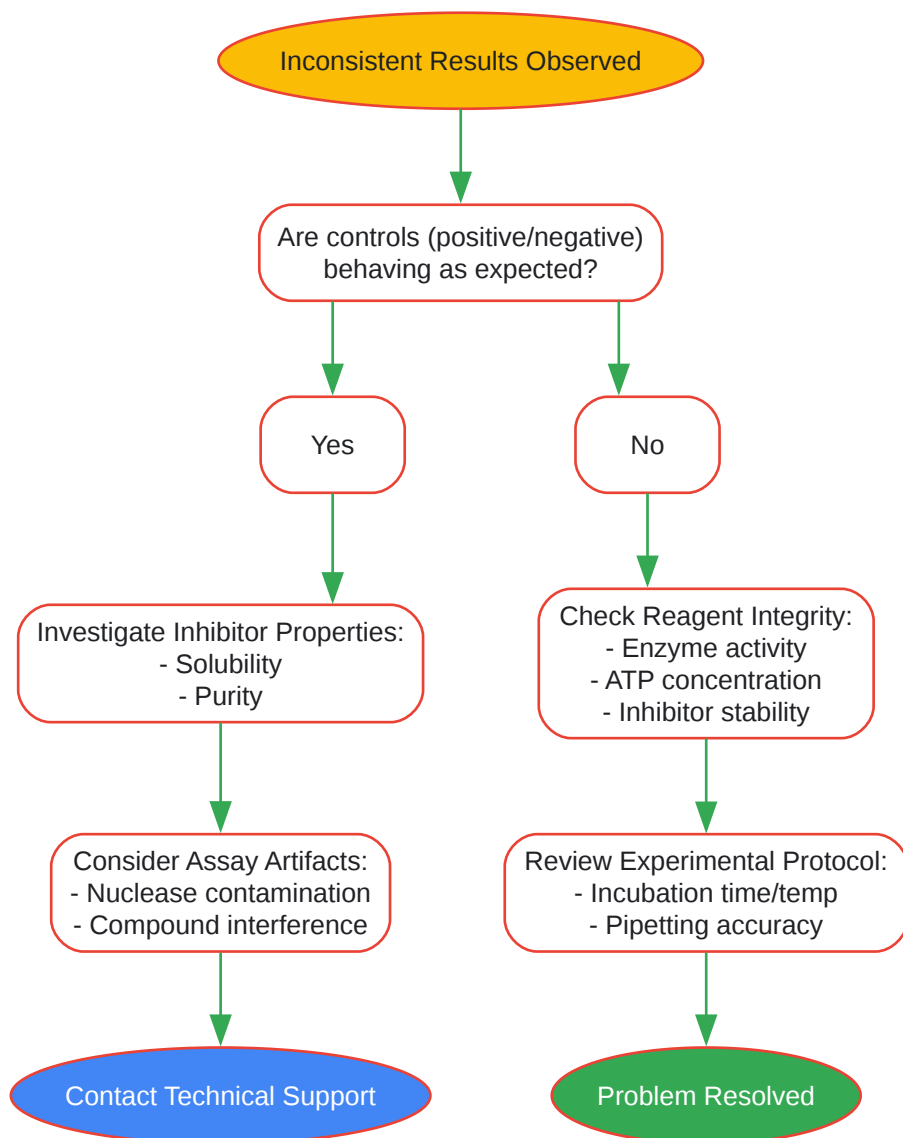 Inconsistent Results Observed
Are controls (positive/negative)
behaving as expected?
Yes
No
Investigate Inhibitor Properties:
- Solubility
- Purity
Check Reagent Integrity:
- Enzyme activity
- ATP concentration
- Inhibitor stability
Consider Assay Artifacts:
- Nuclease contamination
- Compound interference
Review Experimental Protocol:
- Incubation time/temp
- Pipetting accuracy
Contact Technical Support
Problem Resolved